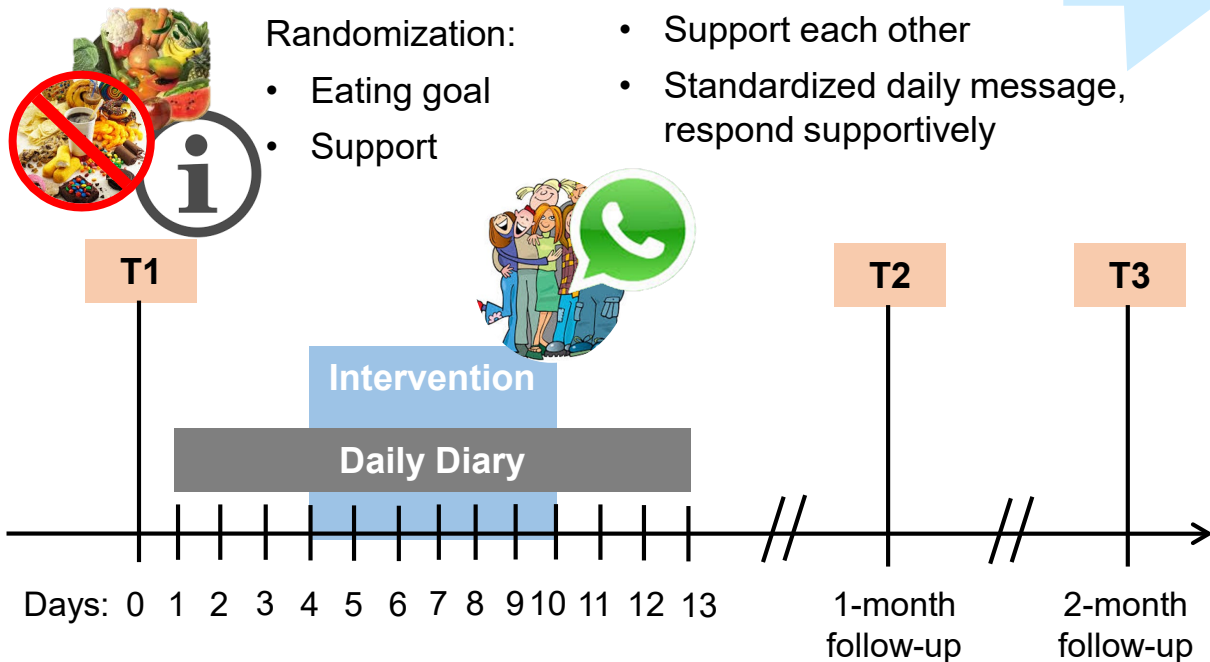 Randomization:
• Eating goal
• Support
• Support each other
• Standardized daily message,
respond supportively
i
T1
T2
T3
Intervention
Daily Diary
Days: 0 1 2 3 4 5 6 7 8 9 10 11 12 13
1-month
follow-up
2-month
follow-up